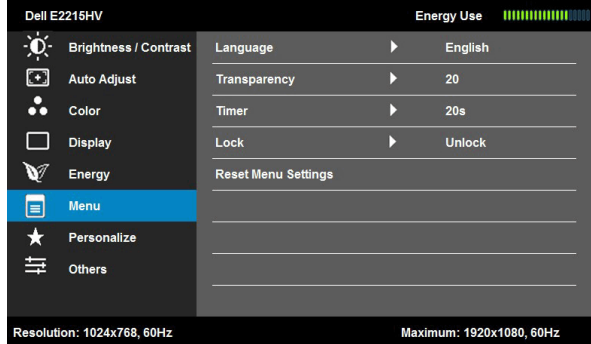 Dell E2215HV Energy Use
Brightness / Contrast Language English
Auto Adjust Transparency 20
Color Timer 20s
Display Lock Unlock
Energy Reset Menu Settings
Menu
Personalize
Others
Resolution: 1024x768, 60Hz Maximum: 1920x1080, 60Hz